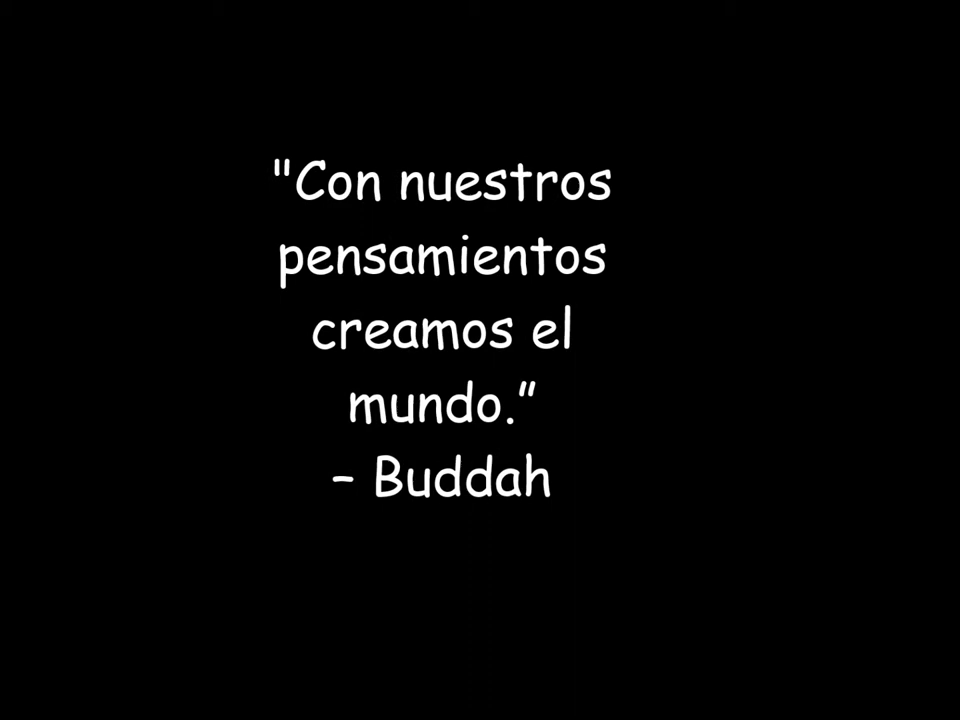 "Con nuestros
pensamientos
creamos el
mundo.”
– Buddah